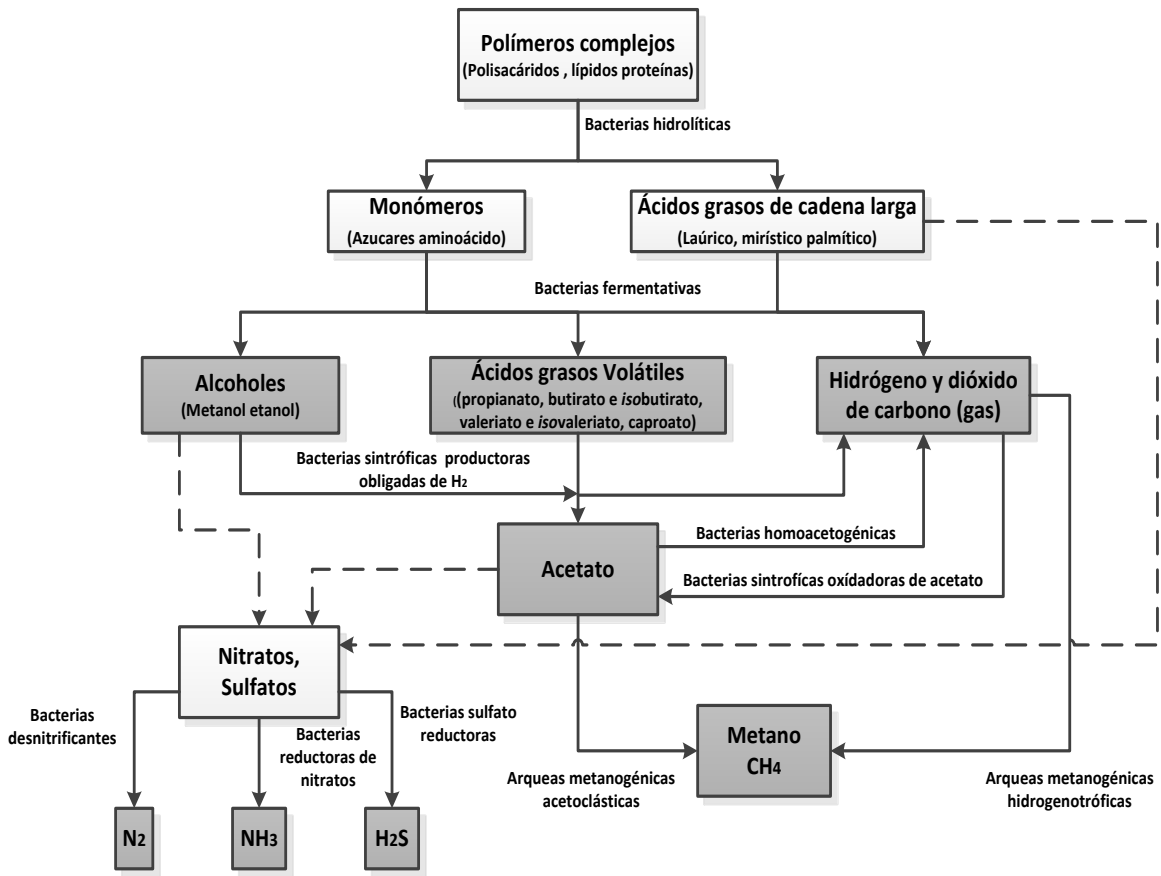 Polímeros complejos
(Polisacáridos , lípidos proteínas)
Bacterias hidrolíticas
Monómeros
(Azucares aminoácido)
Ácidos grasos de cadena larga
(Laúrico, mirístico palmítico)
Bacterias fermentativas
Alcoholes
(Metanol etanol)
Ácidos grasos Volátiles
((propianato, butirato e isobutirato,
valeriato e isovaleriato, caproato)
Hidrógeno y dióxido
de carbono (gas)
Bacterias sintróficas productoras
obligadas de H2
Acetato
Bacterias homoacetogénicas
Bacterias sintrofícas oxídadoras de acetato
Nitratos,
Sulfatos
Bacterias
desnitrificantes
Bacterias
reductoras de
nitratos
Bacterias sulfato
reductoras
Metano
CH4
Arqueas metanogénicas
acetoclásticas
Arqueas metanogénicas
hidrogenotróficas
N2
NH3
H2S